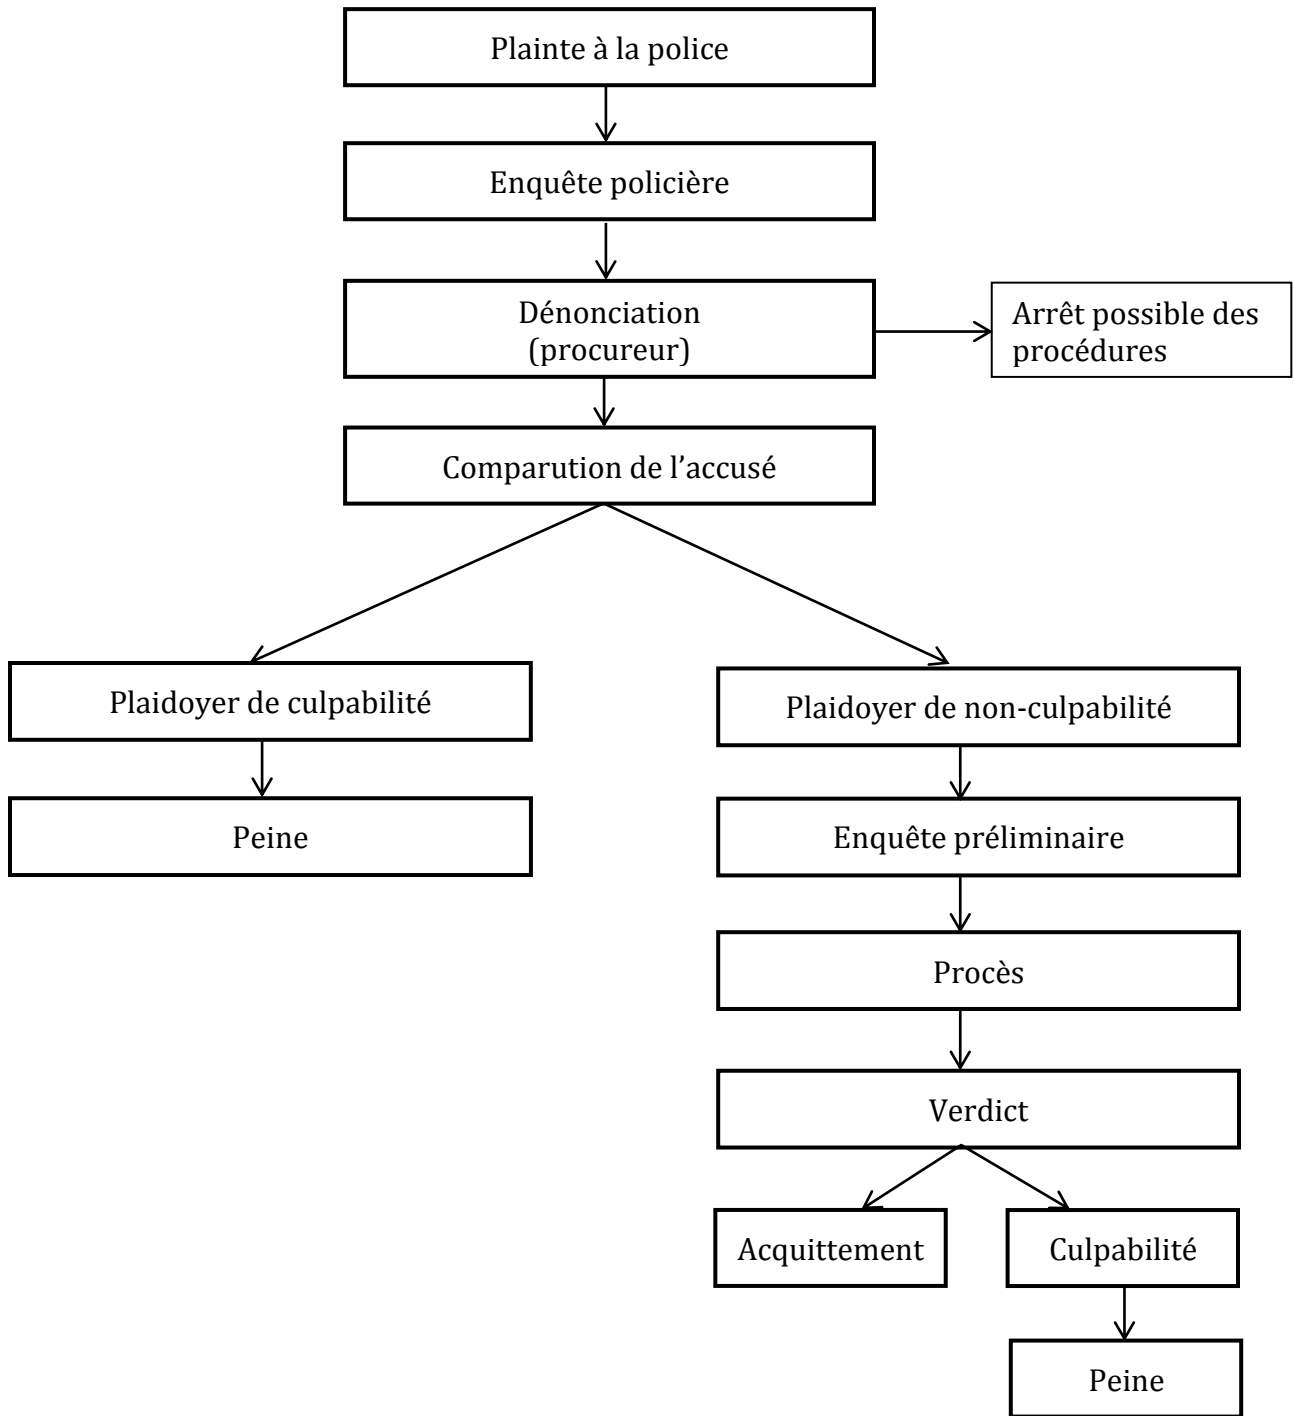 Plainte à la police
Enquête policière
Dénonciation
(procureur)
Arrêt possible des
procédures
Comparution de l’accusé
Plaidoyer de culpabilité
Peine
Plaidoyer de non-culpabilité
Enquête préliminaire
Procès
Verdict
Acquittement
Culpabilité
Peine